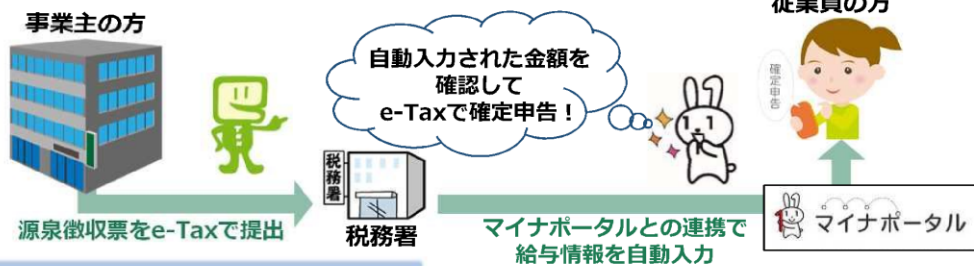 事業主の方
従業員の方
自動入力された金額を
確認して
e-Taxで確定申告!
確定申告
税務署
源泉徴収票をe-Taxで提出
税務署
マイナポータルとの連携で
給与情報を自動入力
マイナポータル